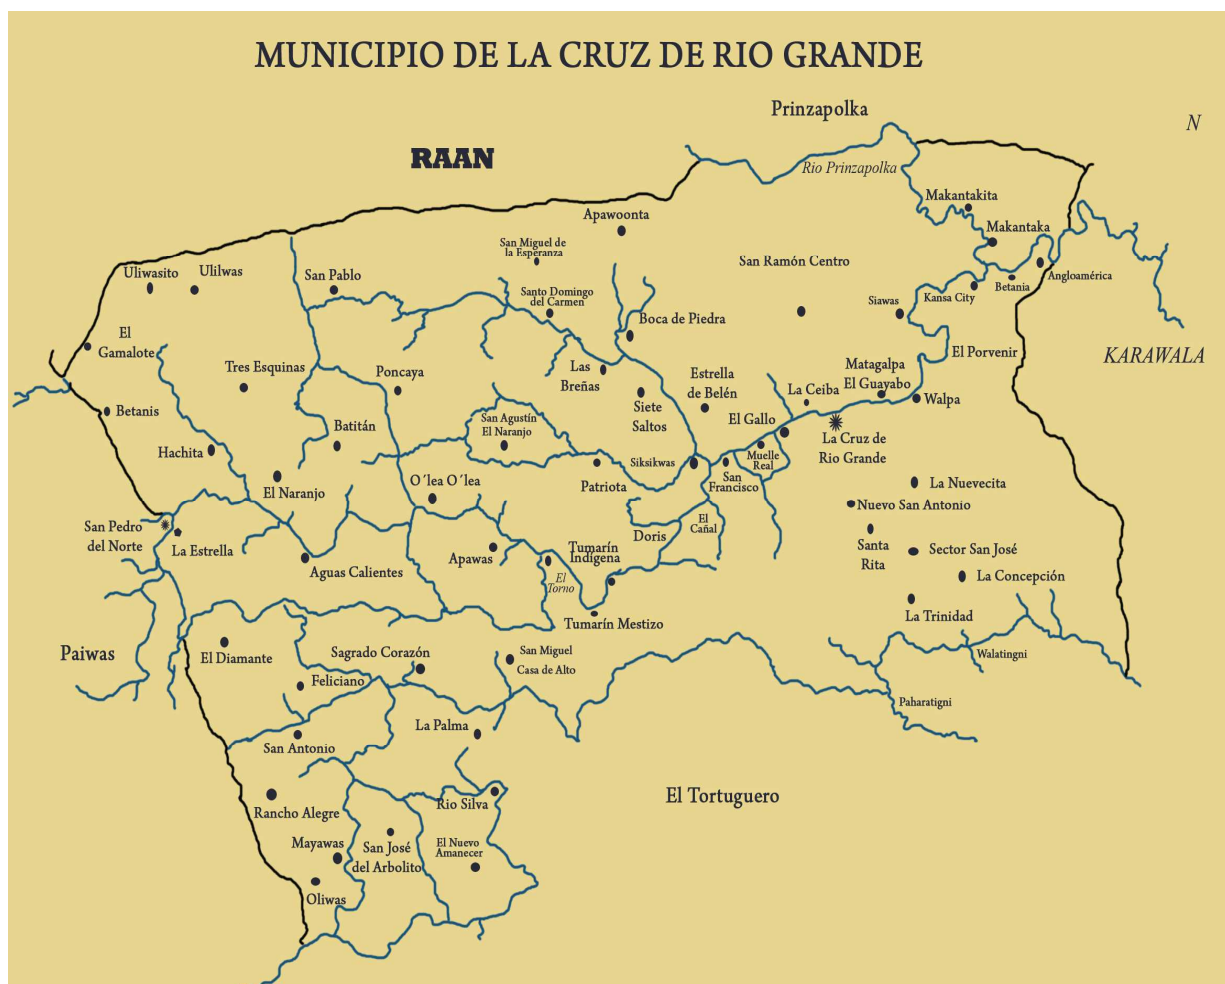 MUNICIPIO DE LA CRUZ DE RIO GRANDE
Prinzapolka
N
RAAN
Rio Prinzapolka
Makantakita
Apawoonta
Makantaka
San Miguel de
la Esperanza
San Ramón Centro
Uliwasito
Ulilwas
San Pablo
Angloamérica
Betania
Santo Domingo
del Carmen
Kansa City
Siawas
Boca de Piedra
El
Gamalote
El Porvenir
KARAWALA
Tres Esquinas
Poncaya
Las
Breñas
Estrella
de Belén
Matagalpa
El Guayabo
La Ceiba
Walpa
Betanis
Siete
Saltos
San Agustín
El Naranjo
El Gallo
Batitán
La Cruz de
Rio Grande
Hachita
Muelle
Real
Siksikwas
San
Francisco
O´lea O´lea
Patriota
La Nuevecita
El Naranjo
Nuevo San Antonio
San Pedro
del Norte
El
Cañal
Doris
La Estrella
Apawas
Tumarín
Indígena
Santa
Rita
Sector San José
Aguas Calientes
El
Torno
La Concepción
La Trinidad
Tumarín Mestizo
Paiwas
El Diamante
Sagrado Corazón
San Miguel
Casa de Alto
Walatingni
Feliciano
Paharatigni
La Palma
San Antonio
El Tortuguero
Rio Silva
Rancho Alegre
Mayawas
San José
del Arbolito
El Nuevo
Amanecer
Oliwas